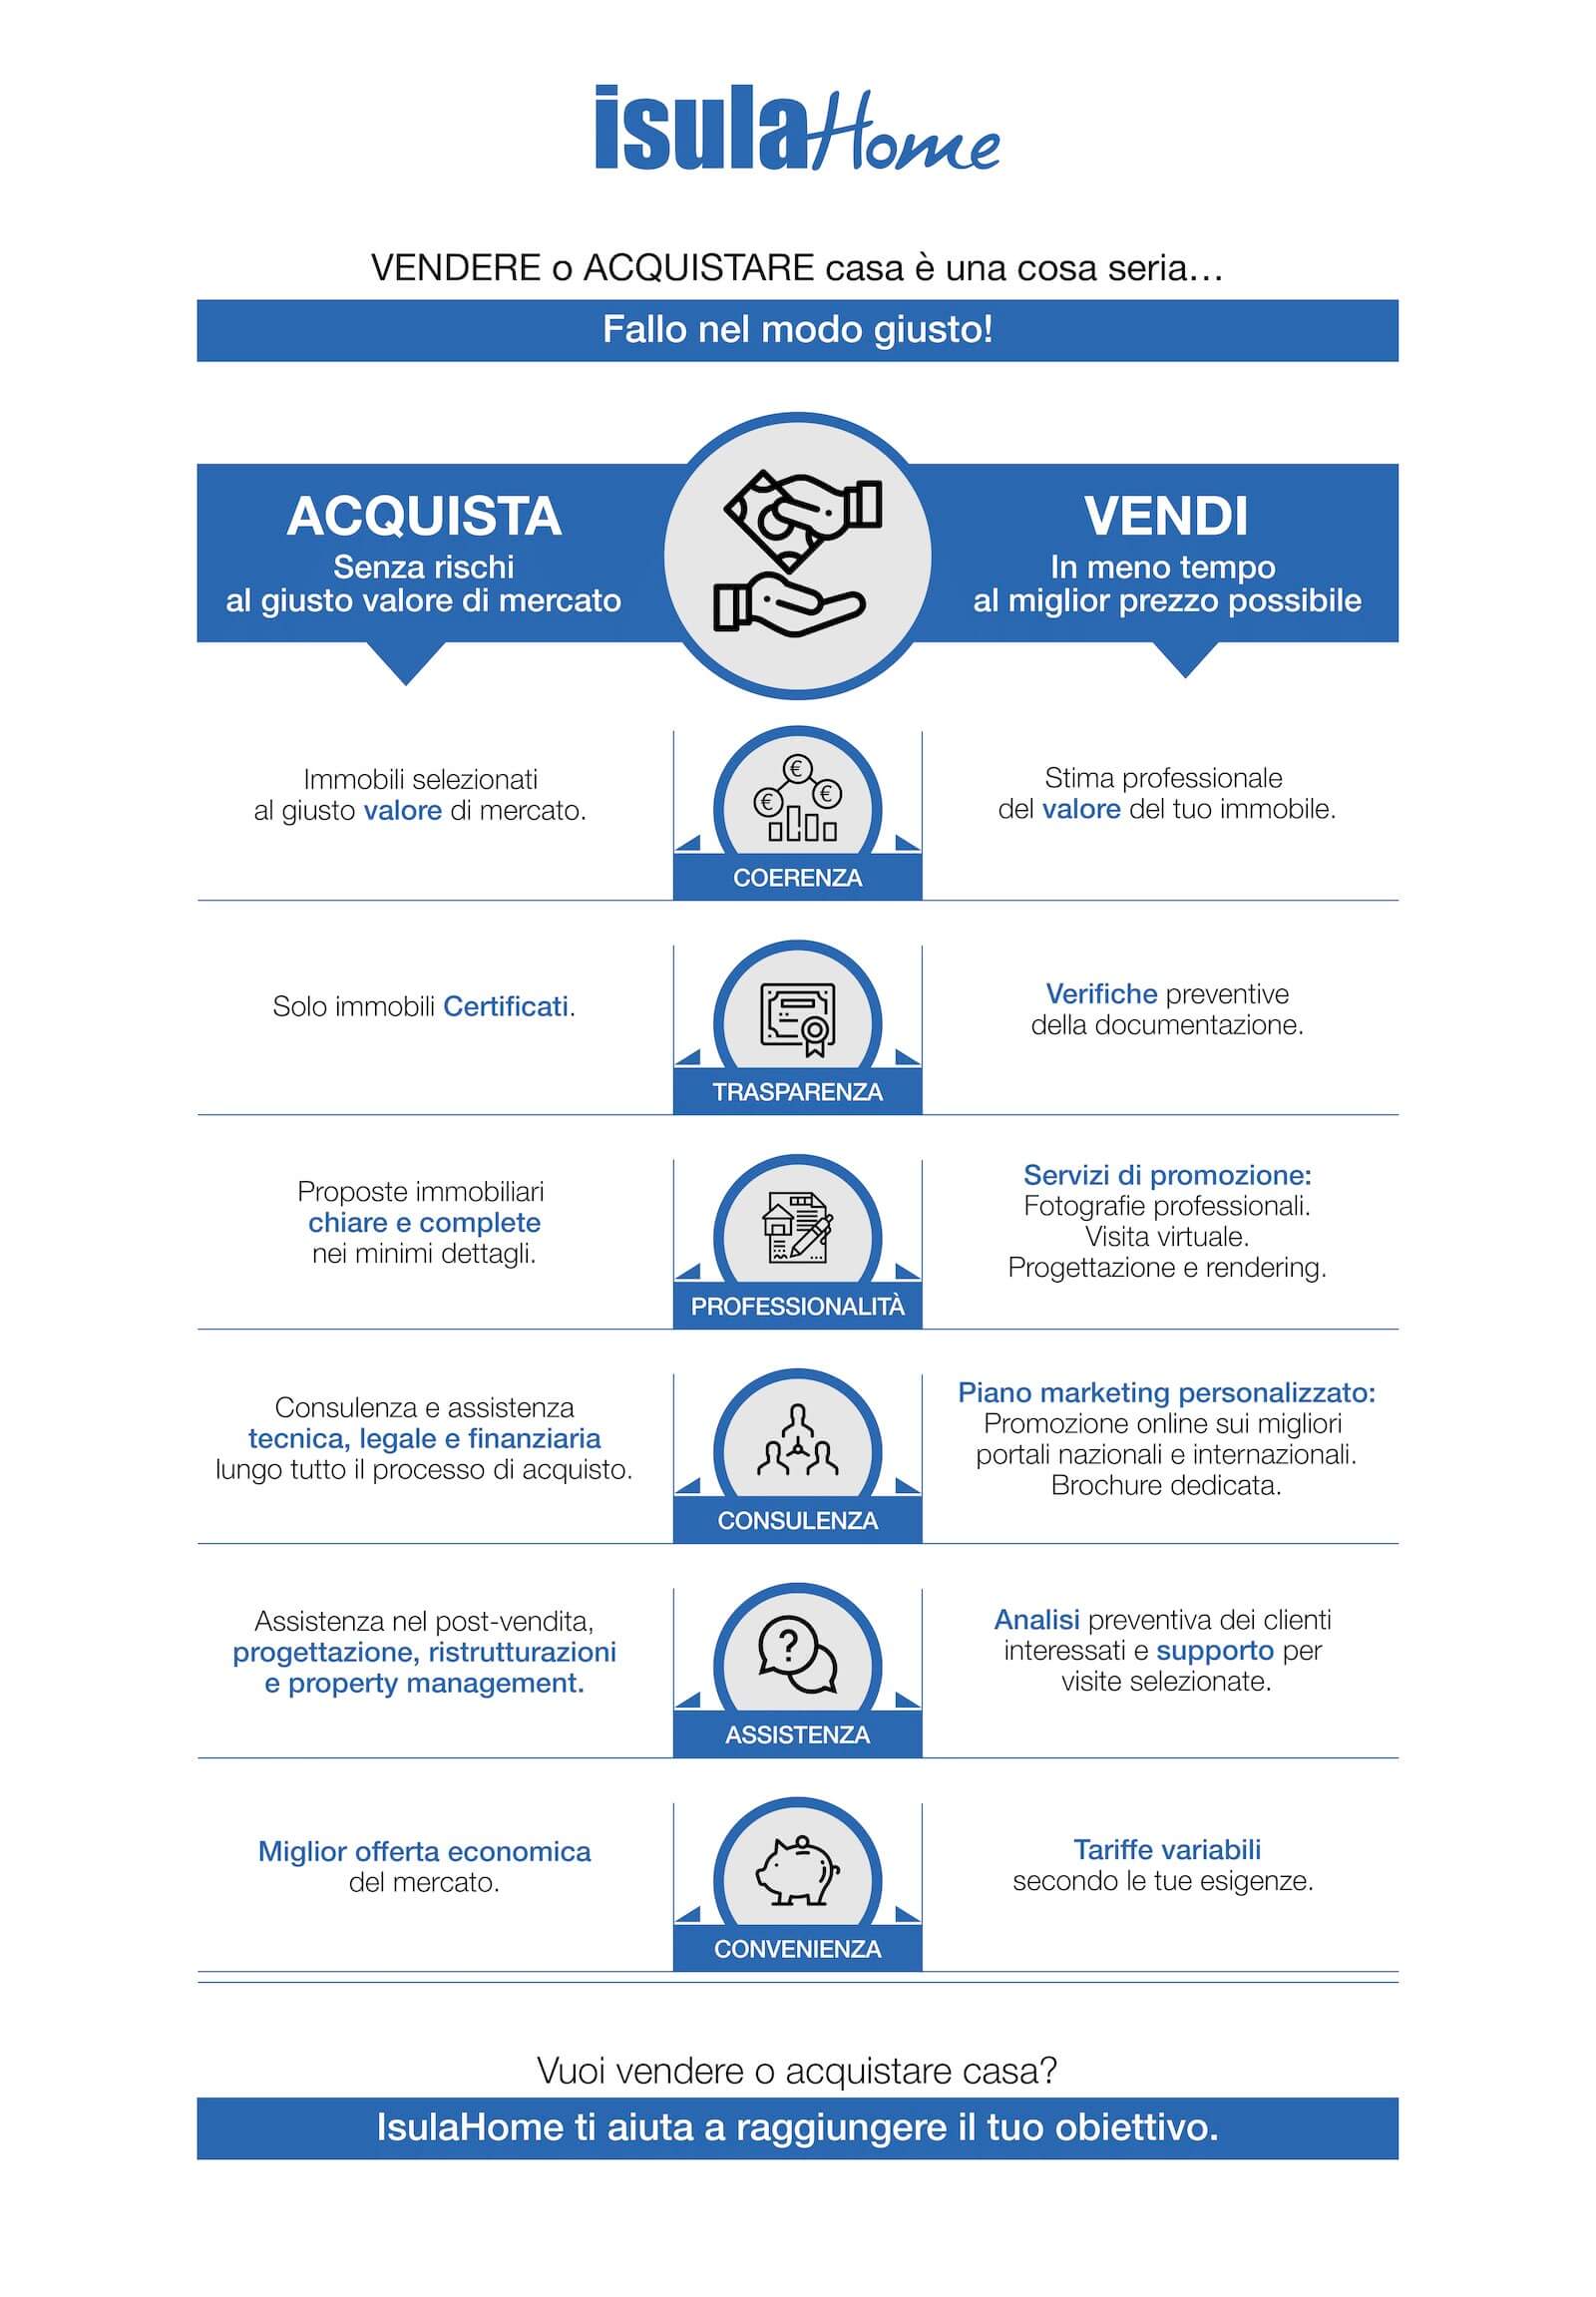 isulaHome
VENDERE o ACQUISTARE casa è una cosa seria...
Fallo nel modo giusto!
ACQUISTA
Senza rischi
al giusto valore di mercato
VENDI
In meno tempo
al miglior prezzo possibile
Immobili selezionati
al giusto valore di mercato.
€
€
€
COERENZA
Stima professionale
del valore del tuo immobile.
Solo immobili Certificati.
TRASPARENZA
Verifiche preventive
della documentazione.
Proposte immobiliari
chiare e complete
nei minimi dettagli.
PROFESSIONALITÀ
Servizi di promozione:
Fotografie professionali.
Visita virtuale.
Progettazione e rendering.
Consulenza e assistenza
tecnica, legale e finanziaria
lungo tutto il processo di acquisto.
CONSULENZA
Piano marketing personalizzato:
Promozione online sui migliori
portali nazionali e internazionali.
Brochure dedicata.
Assistenza nel post-vendita,
progettazione, ristrutturazioni
e property management.
?
ASSISTENZA
Analisi preventiva dei clienti
interessati e supporto per
visite selezionate.
Miglior offerta economica
del mercato.
CONVENIENZA
Tariffe variabili
secondo le tue esigenze.
Vuoi vendere o acquistare casa?
IsulaHome ti aiuta a raggiungere il tuo obiettivo.